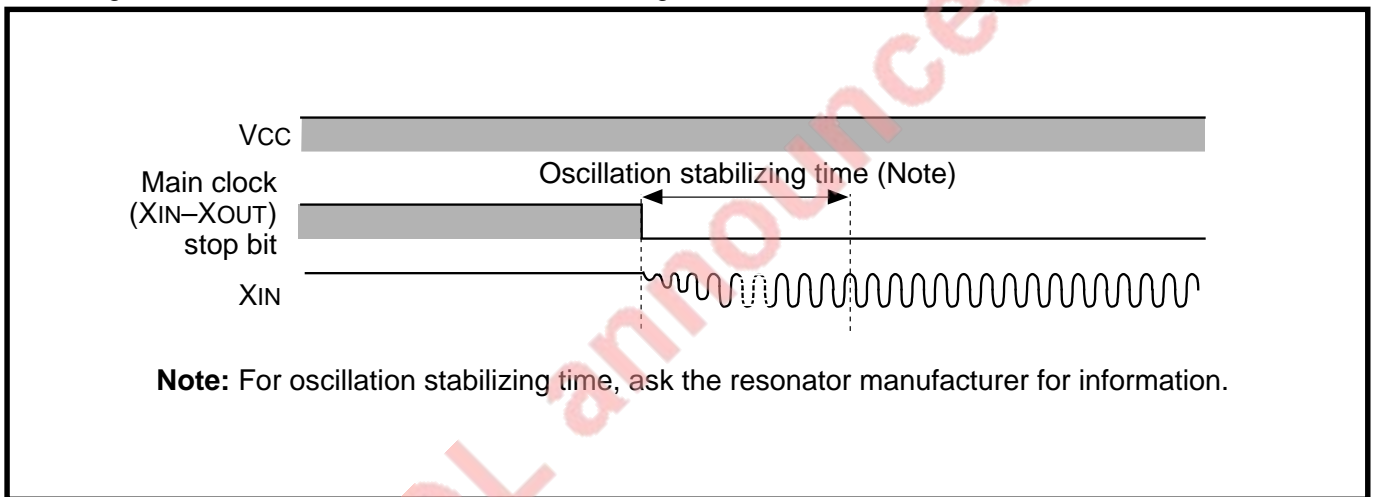 VCC
Oscillation stabilizing time (Note)
Main clock
(XIN–XOUT)
stop bit
XIN
Note: For oscillation stabilizing time, ask the resonator manufacturer for information.
L announced